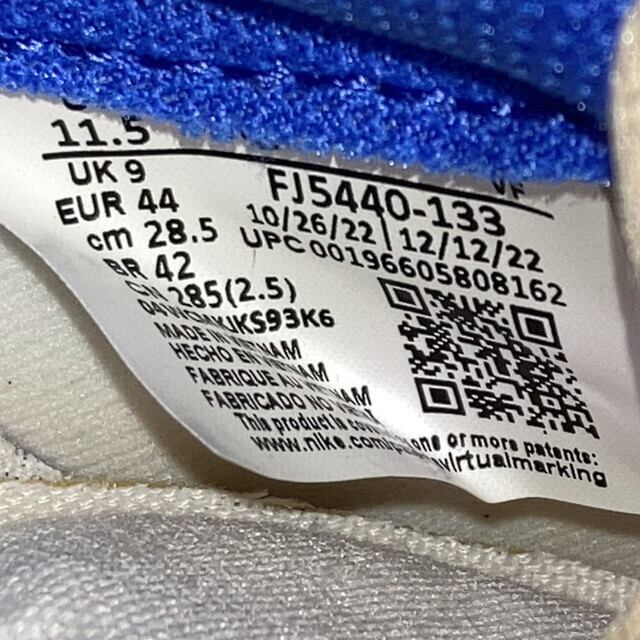 11.5
UK 9
EUR 44
cm 28.5
BR 42
CN 285(2.5)
VF
FJ5440-133
10/26/22 | 12/12/22
UPC 00196605808162
MADE IN VIETNAM
HECHO EN VIETNAM
FABRIQUE AU VIETNAM
FABRICADO NO
This product is
one or more patents:
www.nike.com/
virtualmarking